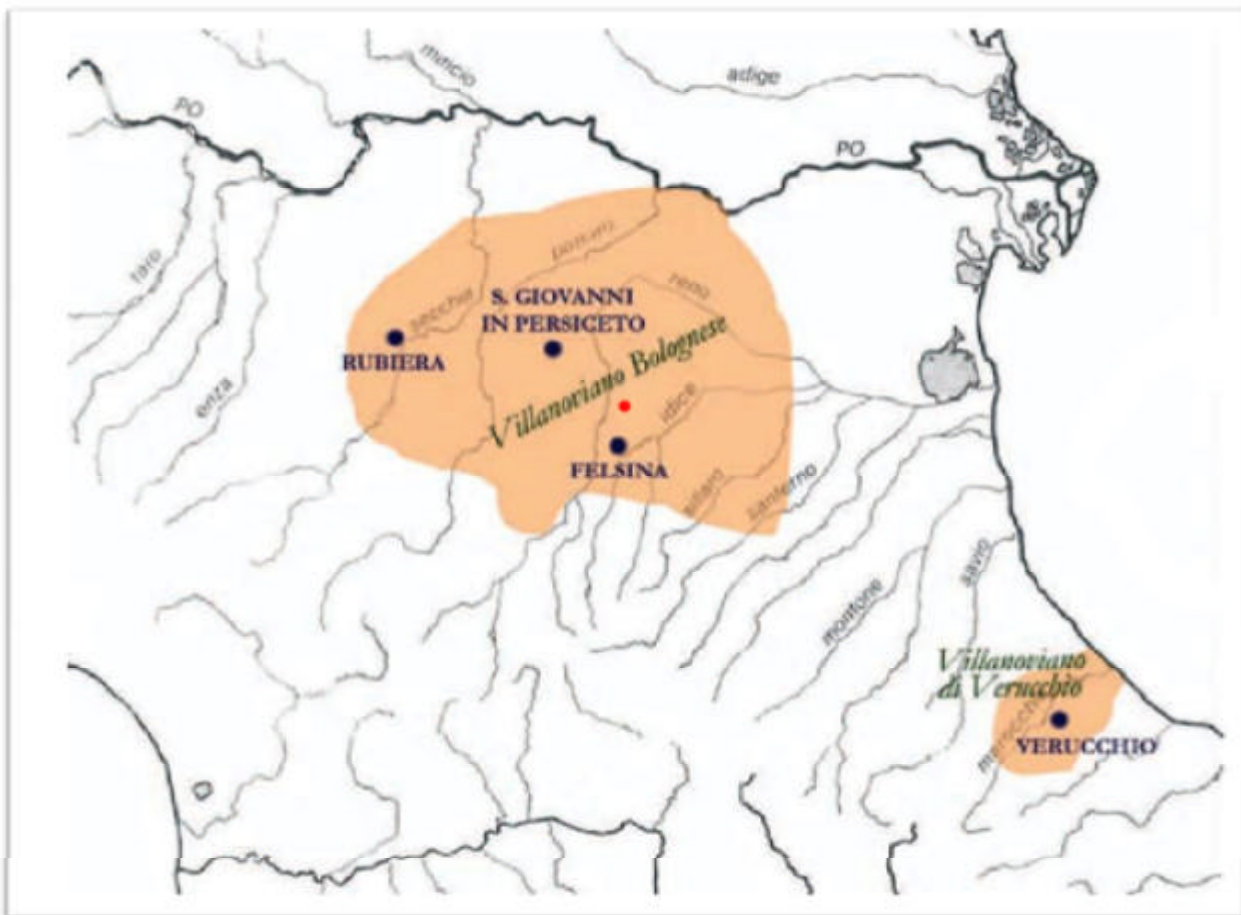 mincio
adige
PO
PO
taro
panaro
reno
secchia
S. GIOVANNI
IN PERSICETO
RUBIERA
Villanoviano Bolognese
enza
idice
FELSINA
sillaro
santerno
savio
montone
Villanoviano
di Verucchio
VERUCCHIO